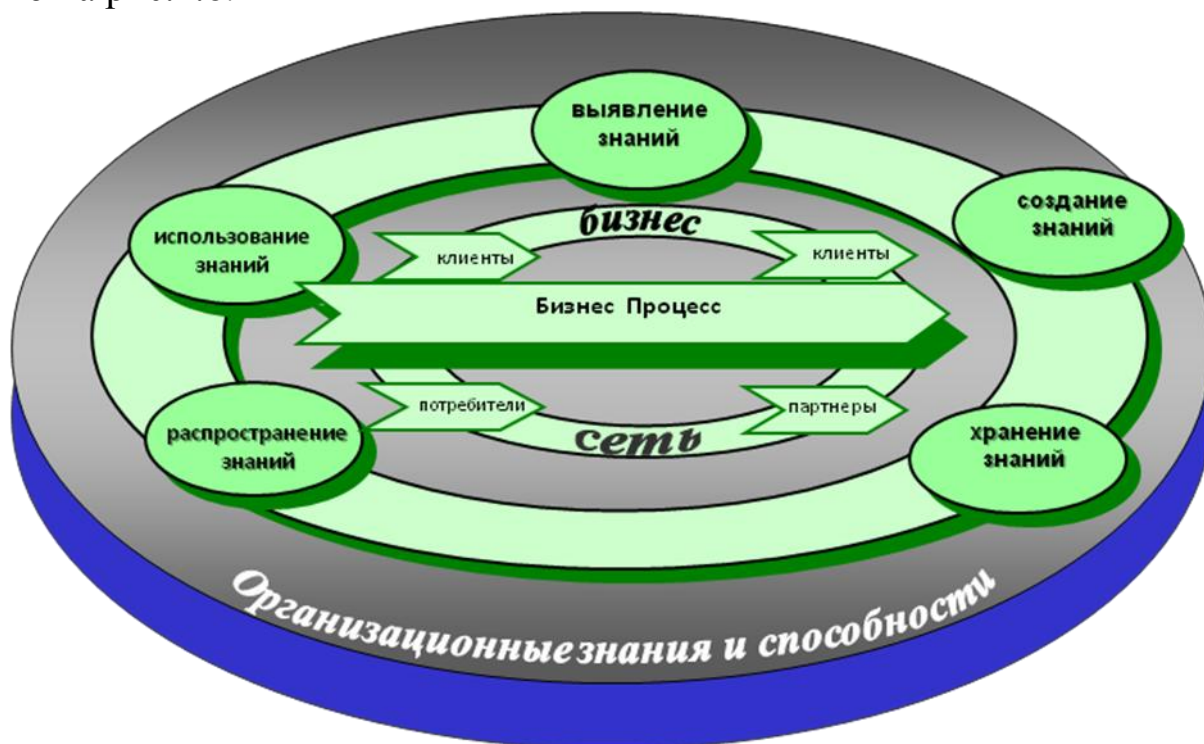 выявление
знаний
создание
знаний
использование
знаний
бизнес
клиенты
клиенты
Бизнес Процесс
потребители
партнеры
сеть
распространение
знаний
хранение
знаний
Организационные знания и способности